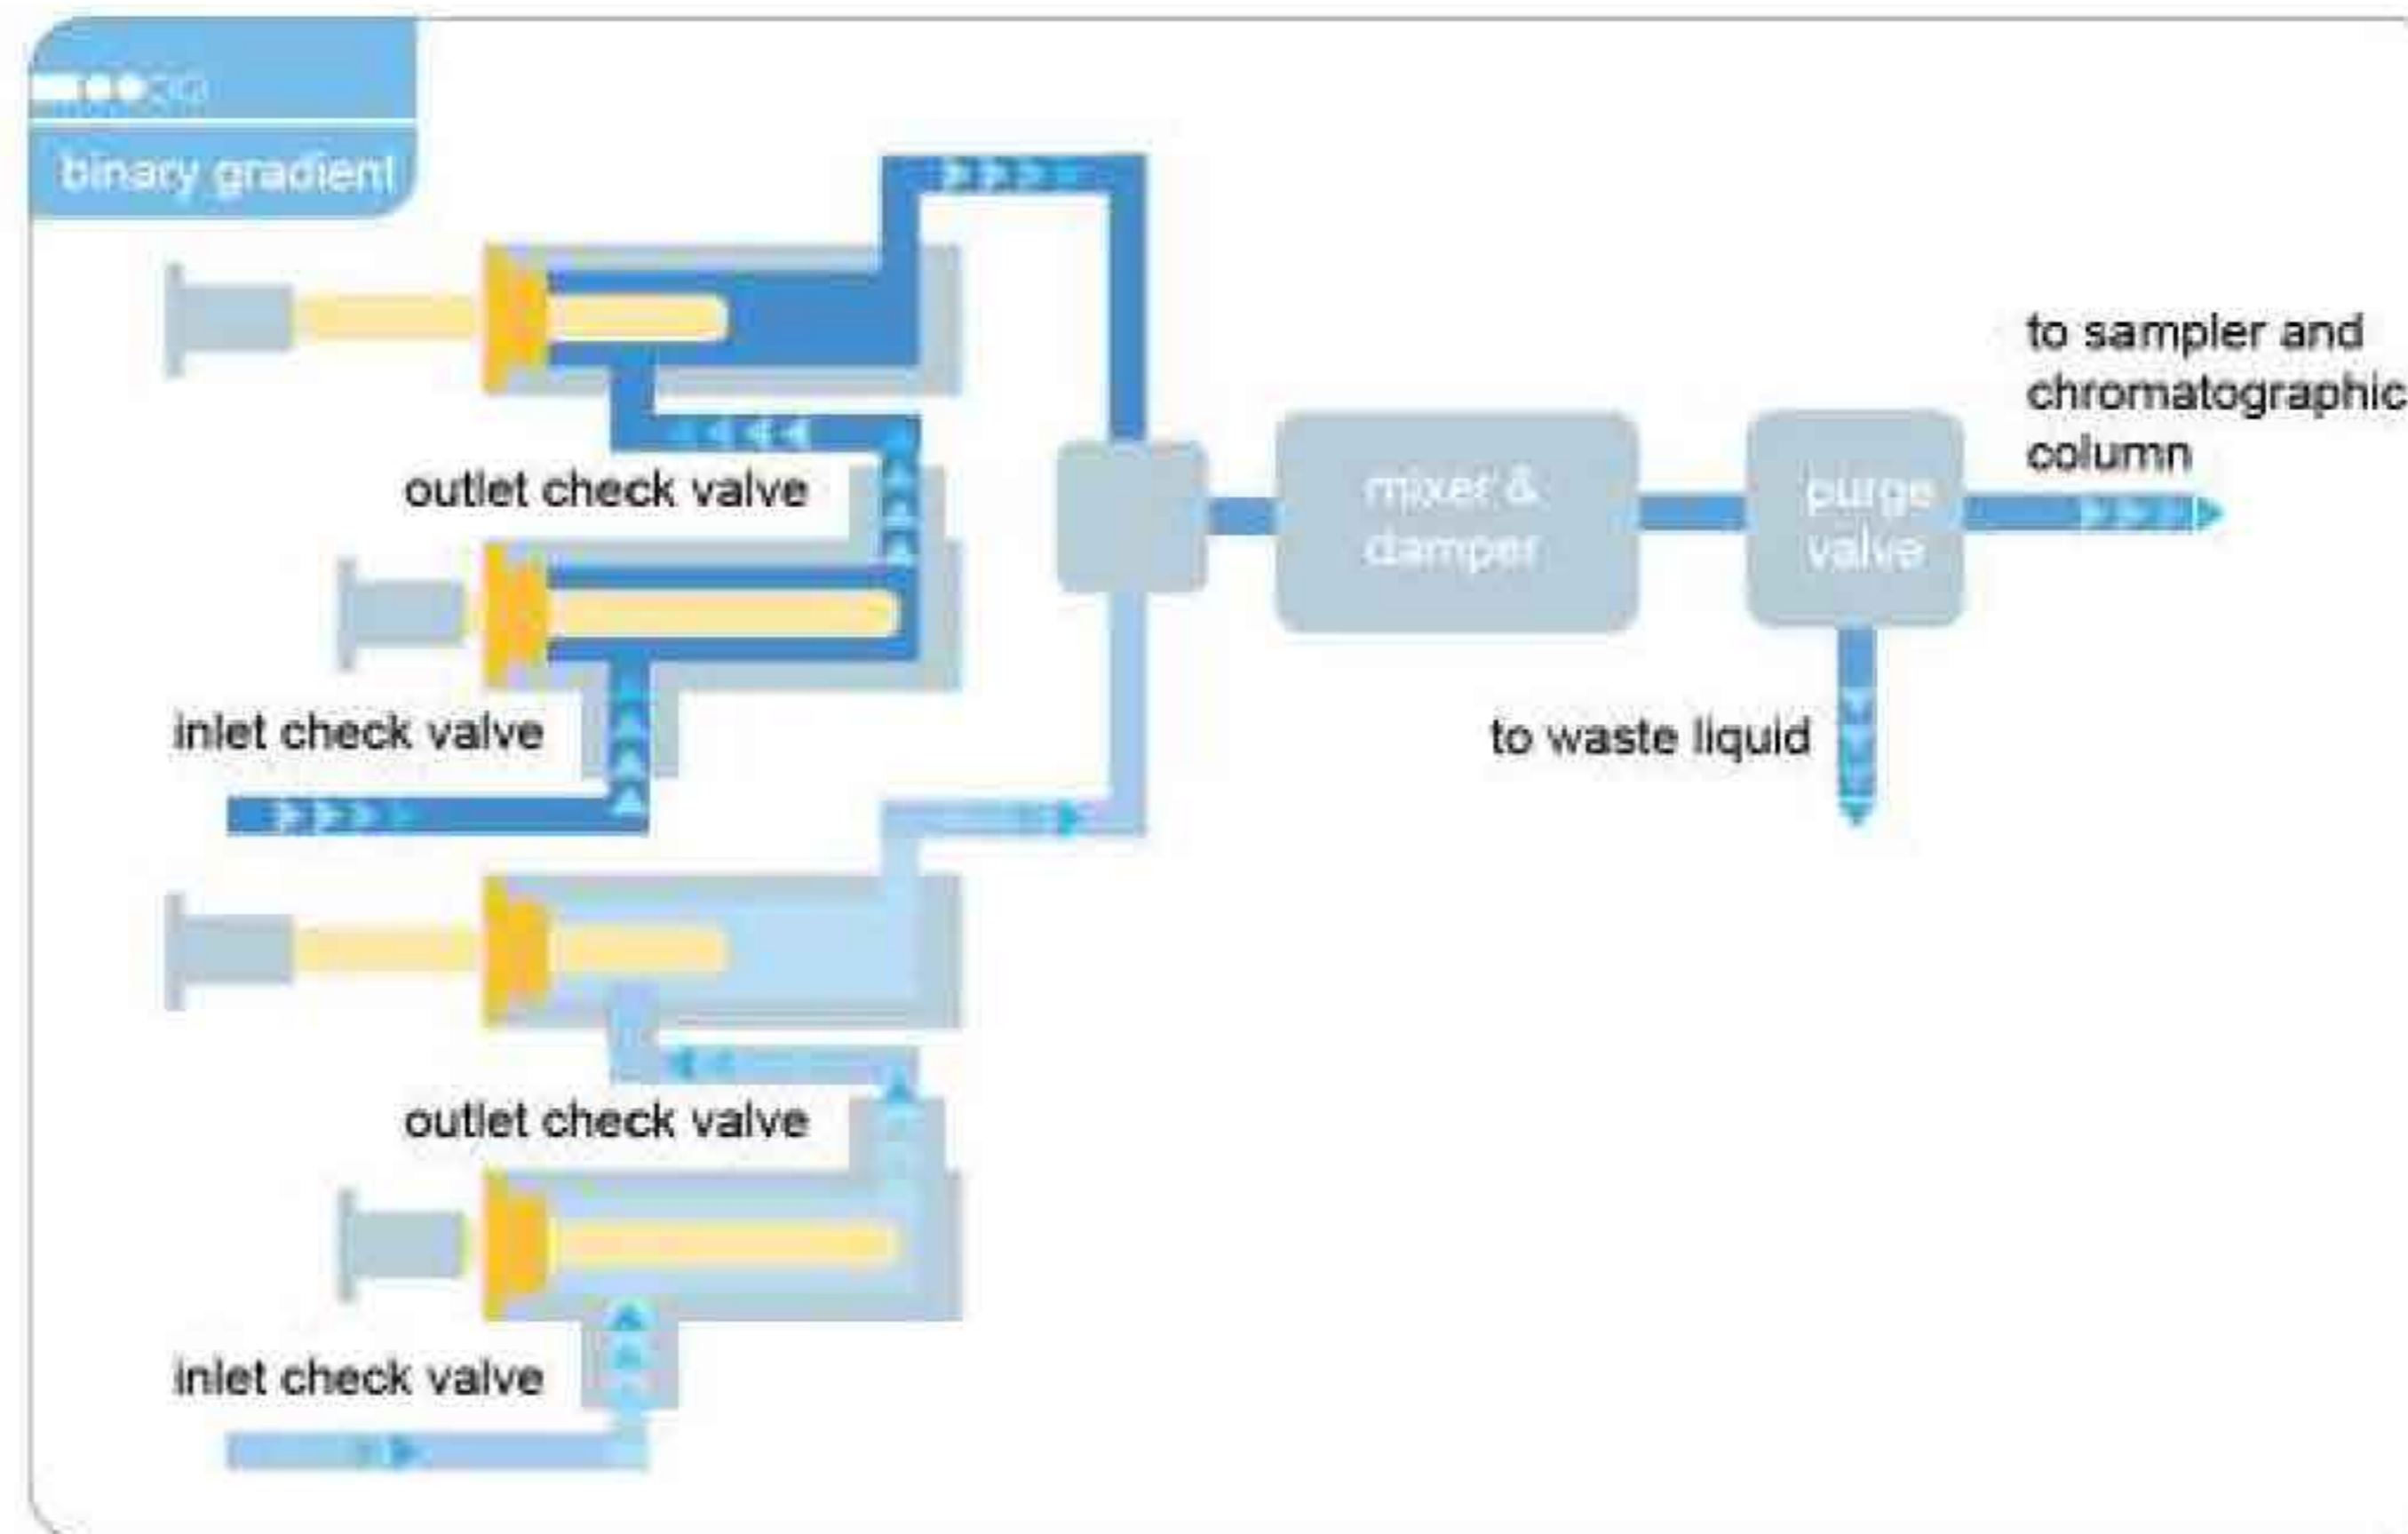 binary gradient
outlet check valve
inlet check valve
outlet check valve
inlet check valve
mixer &
damper
purge
valve
to sampler and
chromatographic
column
to waste liquid